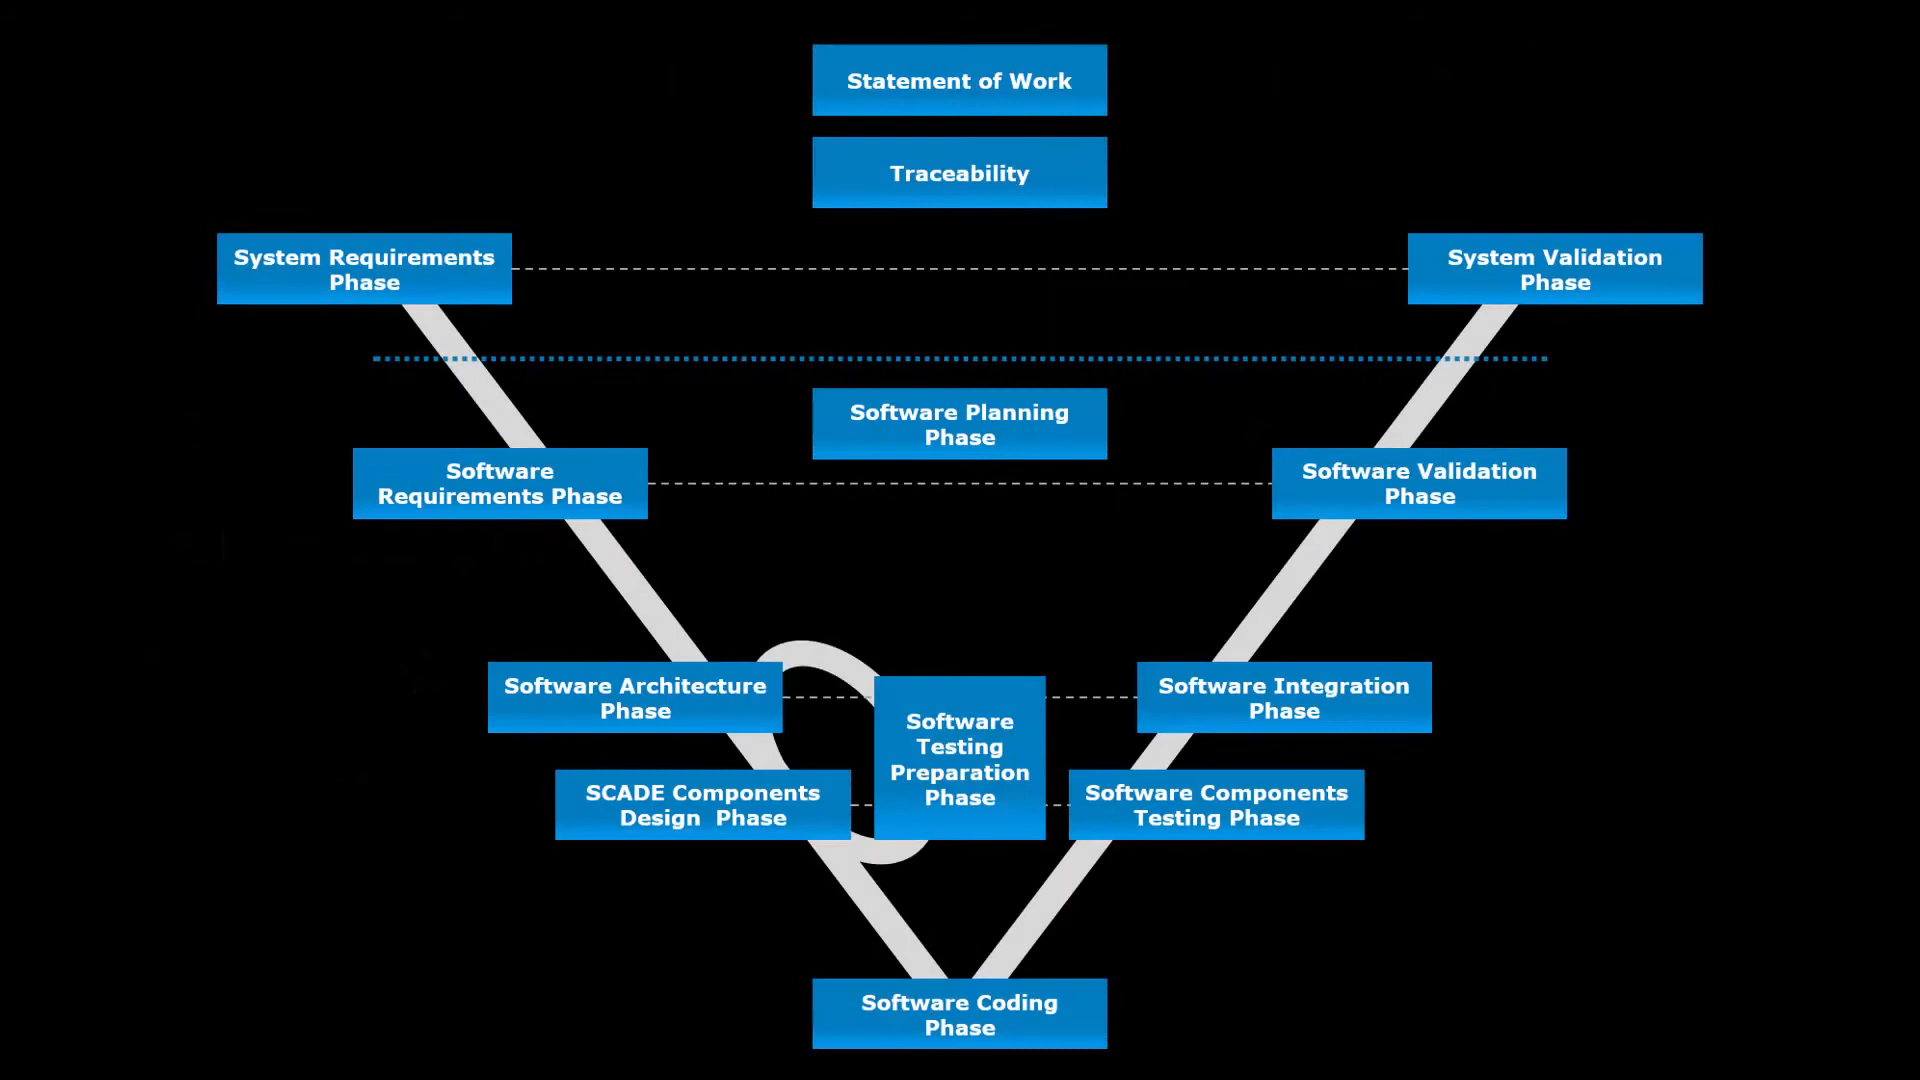 Statement of Work
Traceability
System Requirements
Phase
System Validation
Phase
Software Planning
Phase
Software
Requirements Phase
Software Validation
Phase
Software Architecture
Phase
Software
Testing
Preparation
Phase
Software Integration
Phase
SCADE Components
Design  Phase
Software Components
Testing Phase
Software Coding
Phase